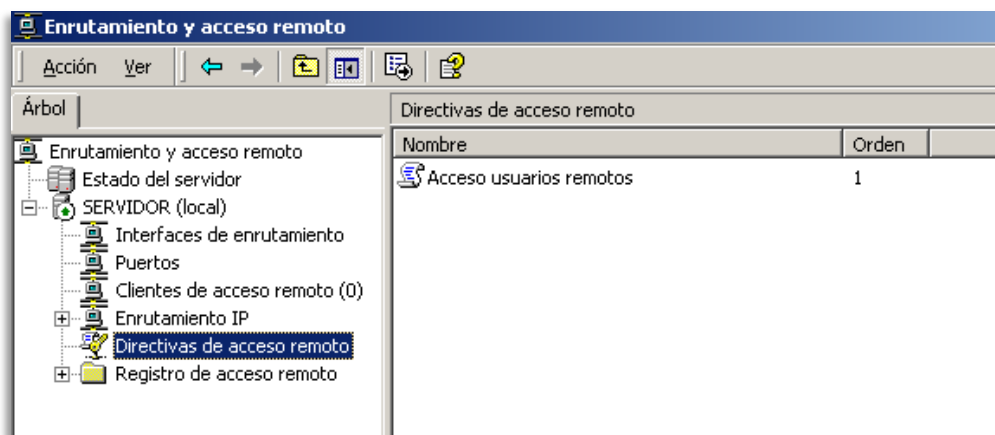 Enrutamiento y acceso remoto
Acción Ver
Árbol
Directivas de acceso remoto
Enrutamiento y acceso remoto
Estado del servidor
SERVIDOR (local)
Interfaces de enrutamiento
Puertos
Clientes de acceso remoto (0)
Enrutamiento IP
Directivas de acceso remoto
Registro de acceso remoto
Nombre Orden
Acceso usuarios remotos 1